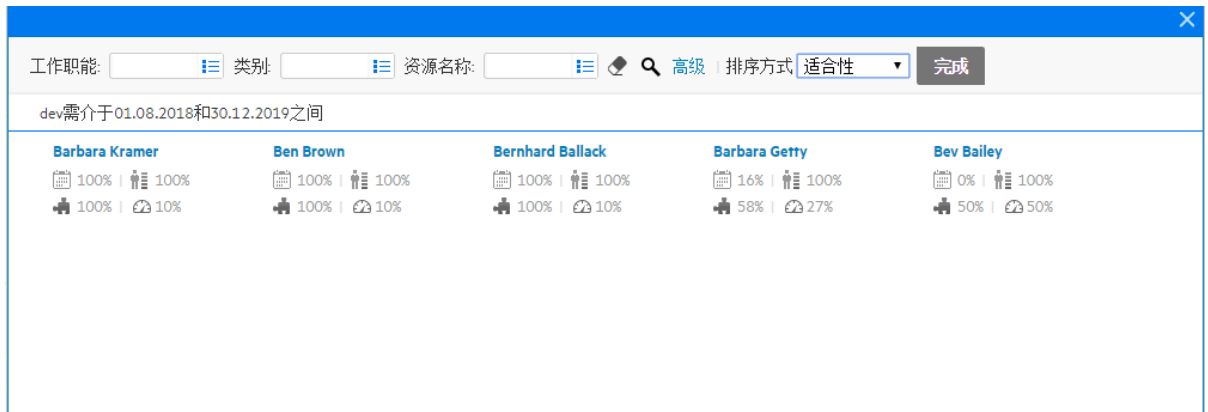 工作职能: 类别: 资源名称: 高级 排序方式 适合性 完成
dev需介于01.08.2018和30.12.2019之间
Barbara Kramer Ben Brown Bernhard Ballack Barbara Getty Bev Bailey
100% | 100% 100% | 100% 100% | 100% 16% | 100% 0% | 100%
100% | 10% 100% | 10% 100% | 10% 58% | 27% 50% | 50%